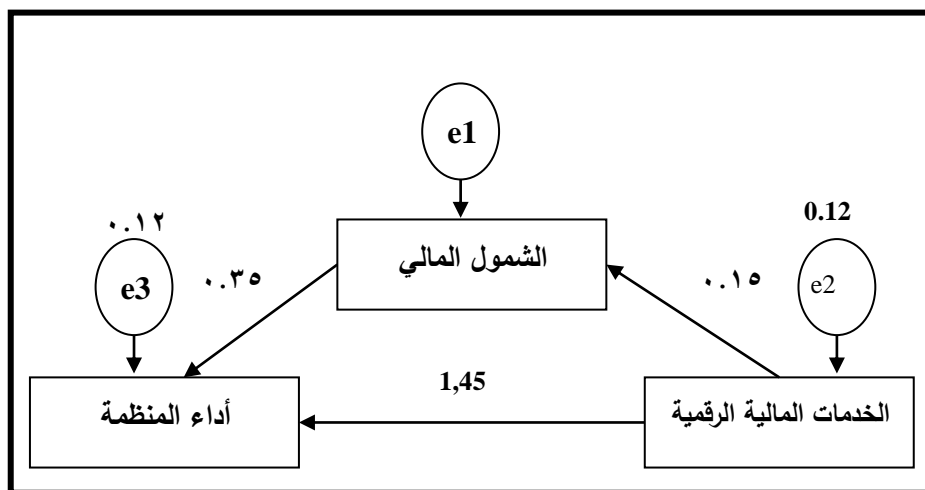 e1
٠.١٢
0.12
الشمول المالي
e3
٠.٣٥
٠.١٥
e2
1,45
أداء المنظمة
الخدمات المالية الرقمية